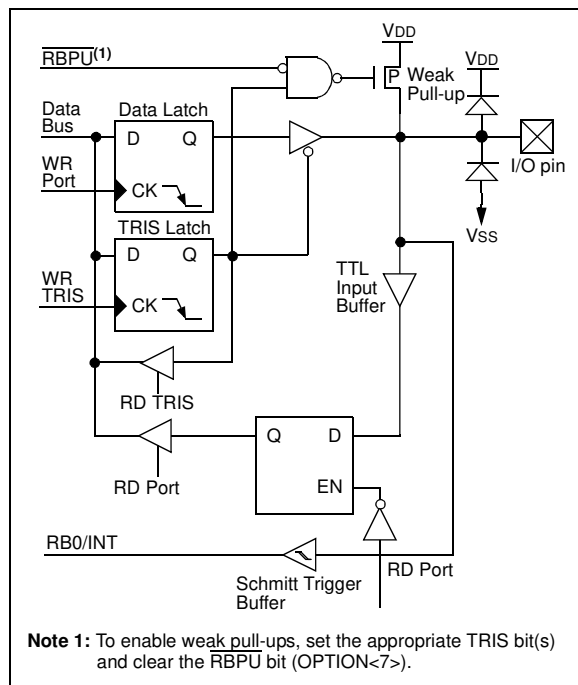 VDD
RBPU(1)
P Weak
Pull-up
VDD
Data
Bus
Data Latch
D Q
WR
Port
CK
I/O pin
TRIS Latch
D Q
VSS
WR
TRIS
CK
TTL
Input
Buffer
RD TRIS
Q D
RD Port
EN
RB0/INT
RD Port
Schmitt Trigger
Buffer
Note 1: To enable weak pull-ups, set the appropriate TRIS bit(s)
and clear the RBPU bit (OPTION<7>).